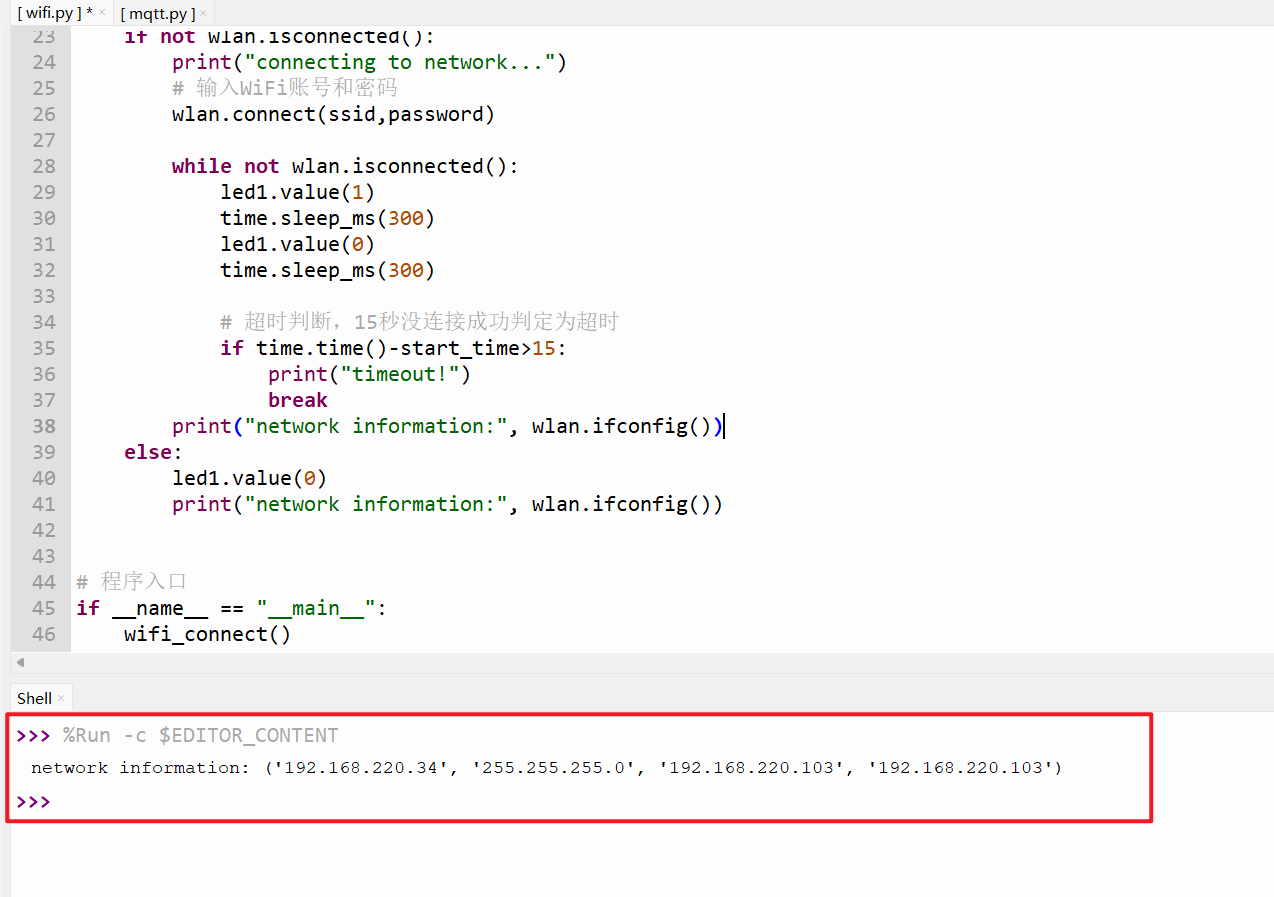 [ wifi.py ] * × [ mqtt.py ] ×
23 if not wlan.isconnected():
24 print("connecting to network...")
25 # 输入WiFi账号和密码
26 wlan.connect(ssid,password)
27
28 while not wlan.isconnected():
29 led1.value(1)
30 time.sleep_ms(300)
31 led1.value(0)
32 time.sleep_ms(300)
33
34 # 超时判断，15秒没连接成功判定为超时
35 if time.time()-start_time>15:
36 print("timeout!")
37 break
38 print("network information:", wlan.ifconfig())
39 else:
40 led1.value(0)
41 print("network information:", wlan.ifconfig())
42
43
44 # 程序入口
45 if __name__ == "__main__":
46 wifi_connect()
Shell ×
>>> %Run -c $EDITOR_CONTENT
network information: ('192.168.220.34', '255.255.255.0', '192.168.220.103', '192.168.220.103')
>>>